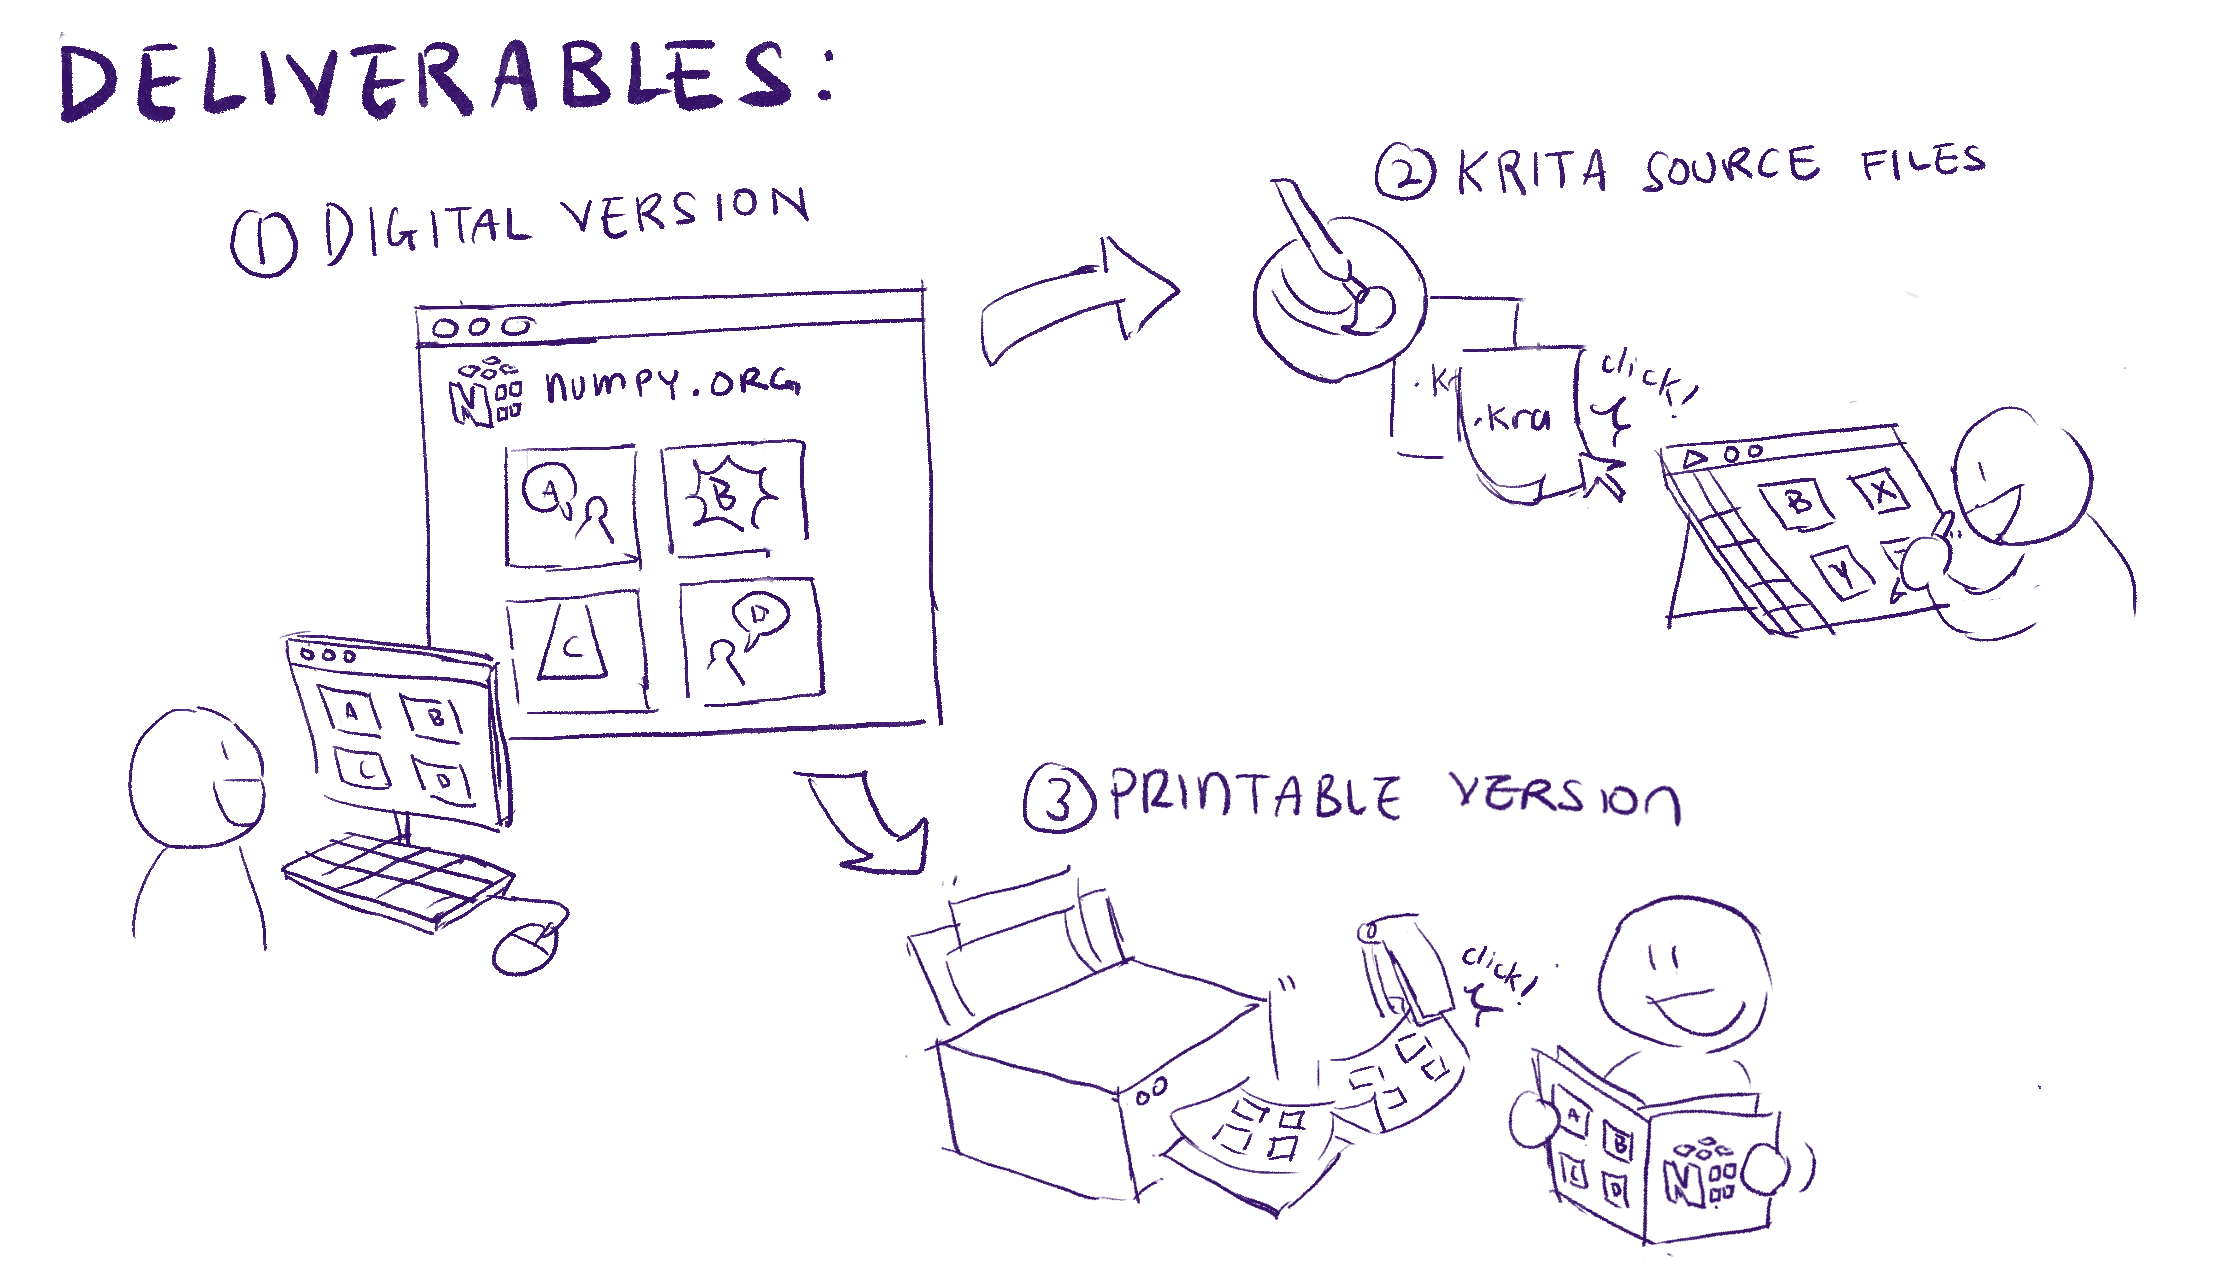 DELIVERABLES:
① DIGITAL VERSION
numpy.ORG
A
B
C
D
A
B
C
D
② KRITA SOURCE FILES
.Kr
.Kra
click!
B
X
Y
③ PRINTABLE VERSION
click!
A
B
C
D
N